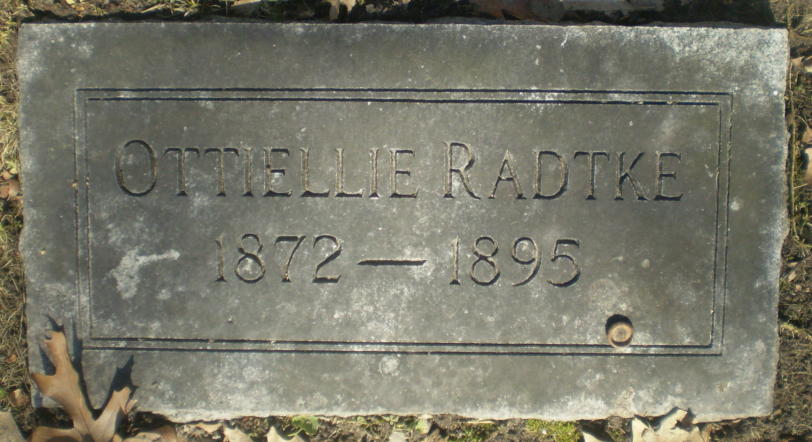 OTTIELLIE RADTKE
1872 — 1895